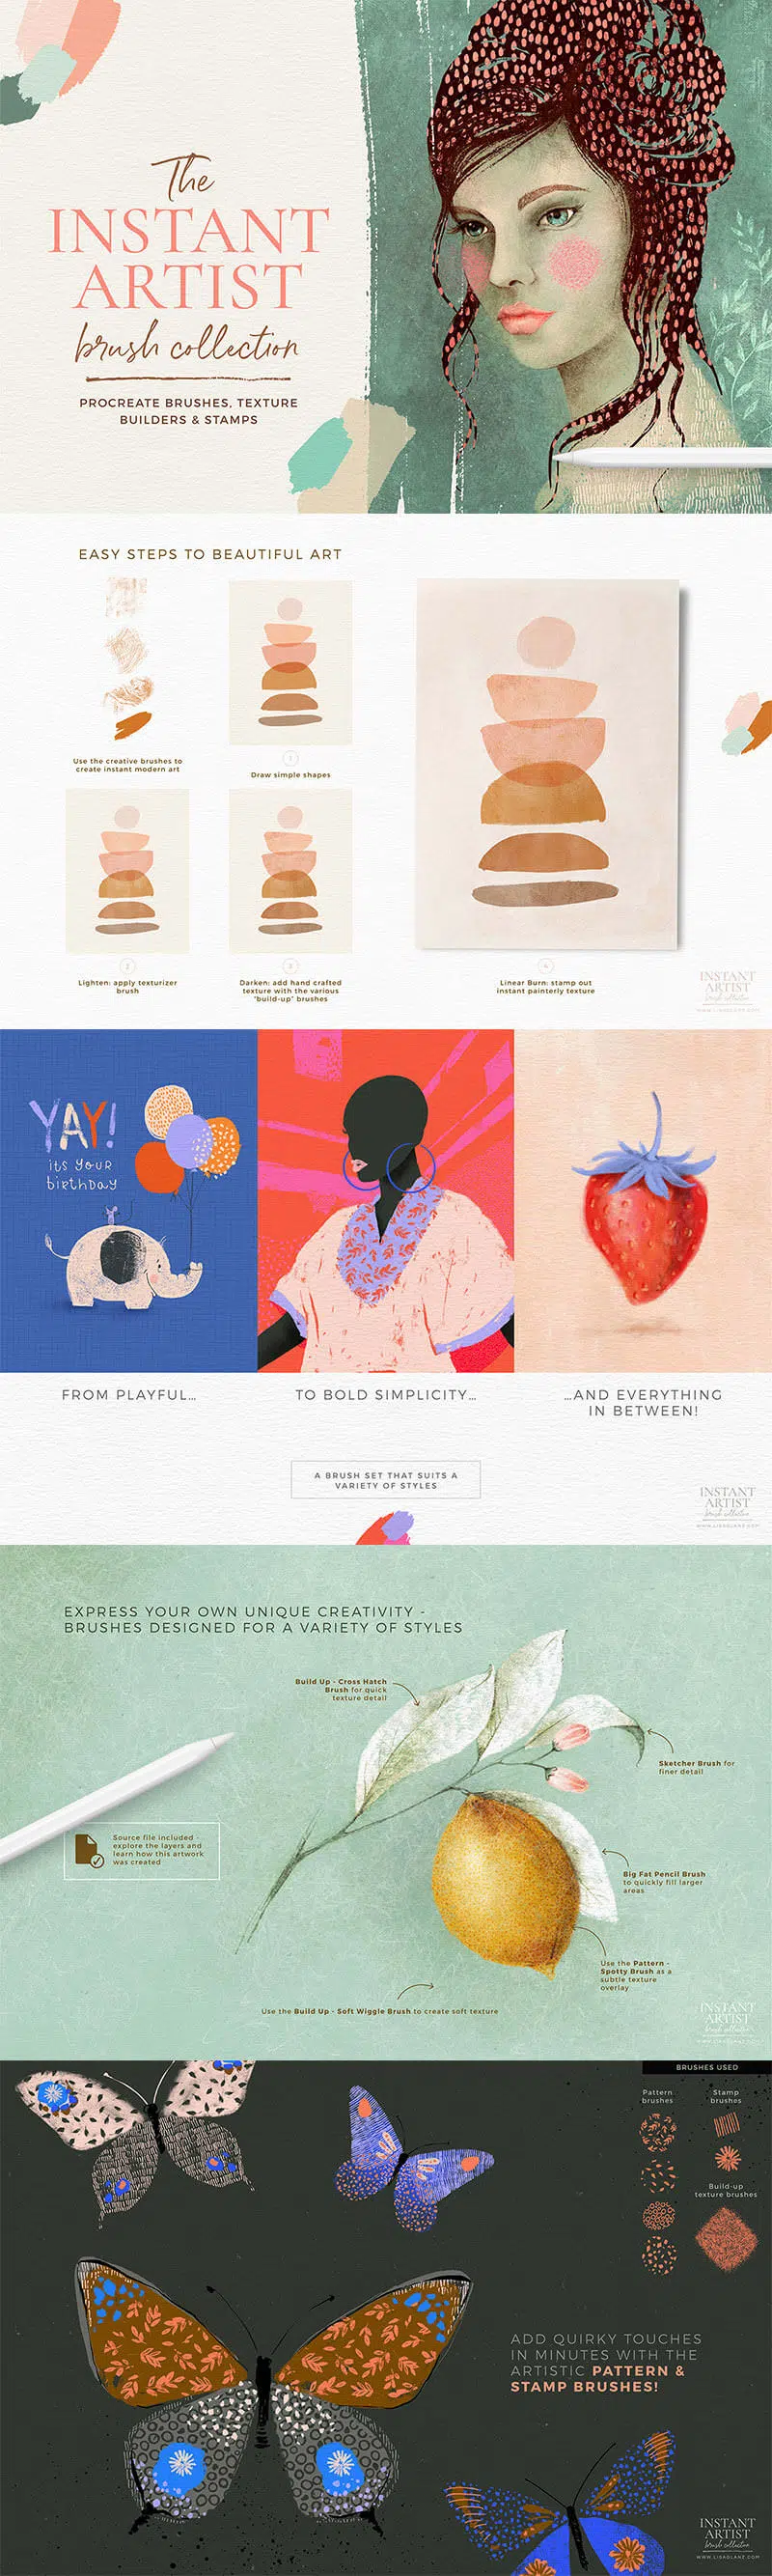 The
INSTANT
ARTIST
brush collection
PROCREATE BRUSHES, TEXTURE
BUILDERS & STAMPS
EASY STEPS TO BEAUTIFUL ART
Use the creative brushes to
create instant modern art
1
Draw simple shapes
2
Lighten: apply texturizer
brush
3
Darken: add hand crafted
texture with the various
"build-up" brushes
4
Linear Burn: stamp out
instant painterly texture
INSTANT
ARTIST
brush collection
WWW.LISAGLANZ.COM
YAY!
its your
birthday
FROM PLAYFUL...
TO BOLD SIMPLICITY...
...AND EVERYTHING
IN BETWEEN!
A BRUSH SET THAT SUITS A
VARIETY OF STYLES
INSTANT
ARTIST
brush collection
WWW.LISAGLANZ.COM
EXPRESS YOUR OWN UNIQUE CREATIVITY -
BRUSHES DESIGNED FOR A VARIETY OF STYLES
Build Up - Cross Hatch
Brush for quick
texture detail
Sketcher Brush for
finer detail
Source file included -
explore the layers and
learn how this artwork
was created
Big Fat Pencil Brush
to quickly fill larger
areas
Use the Pattern -
Spotty Brush as a
subtle texture
overlay
Use the Build Up - Soft Wiggle Brush to create soft texture
INSTANT
ARTIST
brush collection
BRUSHES USED
Pattern
brushes
Stamp
brushes
Build-up
texture brushes
ADD QUIRKY TOUCHES
IN MINUTES WITH THE
ARTISTIC PATTERN &
STAMP BRUSHES!
INSTANT
ARTIST
brush collection
WWW.LISAGLANZ.COM